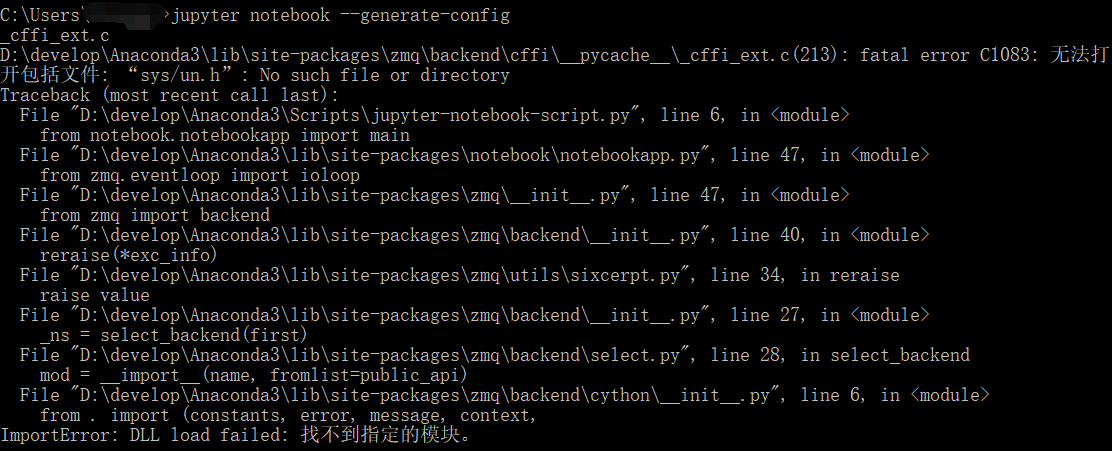 C:\Users\ >jupyter notebook --generate-config
_cffi_ext.c
D:\develop\Anaconda3\lib\site-packages\zmq\backend\cffi\__pycache__\_cffi_ext.c(213): fatal error C1083: 无法打
开包括文件: “sys/un.h”: No such file or directory
Traceback (most recent call last):
  File "D:\develop\Anaconda3\Scripts\jupyter-notebook-script.py", line 6, in <module>
    from notebook.notebookapp import main
  File "D:\develop\Anaconda3\lib\site-packages\notebook\notebookapp.py", line 47, in <module>
    from zmq.eventloop import ioloop
  File "D:\develop\Anaconda3\lib\site-packages\zmq\__init__.py", line 47, in <module>
    from zmq import backend
  File "D:\develop\Anaconda3\lib\site-packages\zmq\backend\__init__.py", line 40, in <module>
    reraise(*exc_info)
  File "D:\develop\Anaconda3\lib\site-packages\zmq\utils\sixcerpt.py", line 34, in reraise
    raise value
  File "D:\develop\Anaconda3\lib\site-packages\zmq\backend\__init__.py", line 27, in <module>
    _ns = select_backend(first)
  File "D:\develop\Anaconda3\lib\site-packages\zmq\backend\select.py", line 28, in select_backend
    mod = __import__(name, fromlist=public_api)
  File "D:\develop\Anaconda3\lib\site-packages\zmq\backend\cython\__init__.py", line 6, in <module>
    from . import (constants, error, message, context,
ImportError: DLL load failed: 找不到指定的模块。